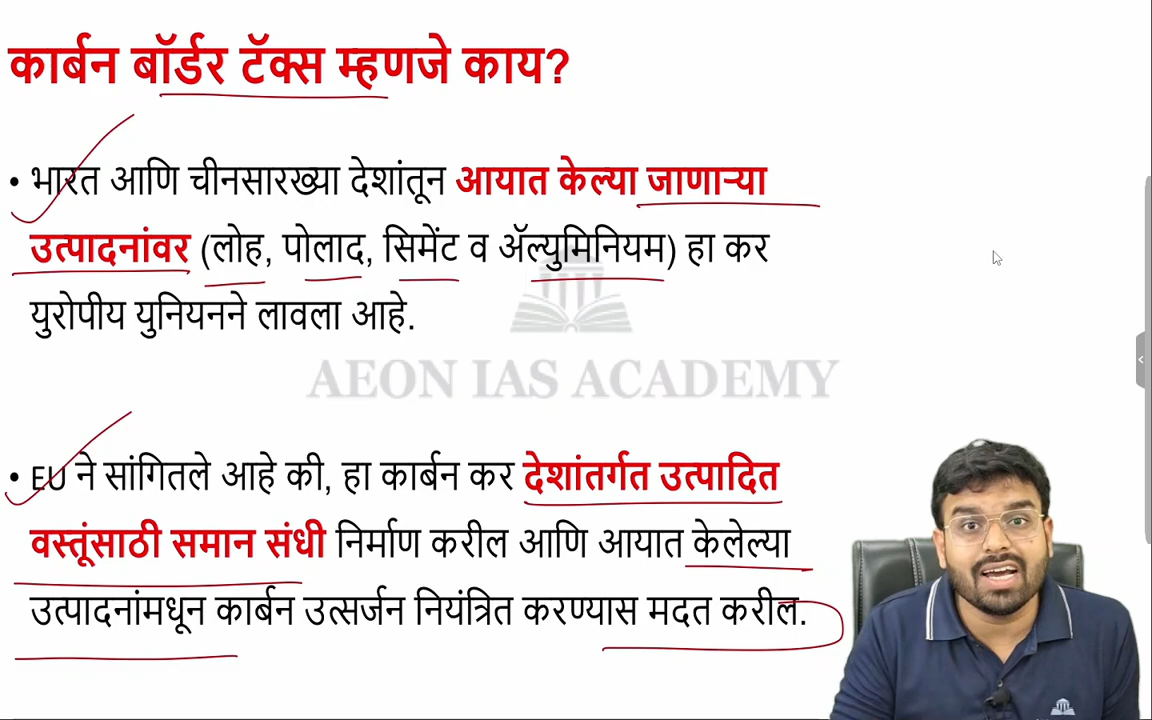 कार्बन बॉर्डर टॅक्स म्हणजे काय?
• भारत आणि चीनसारख्या देशांतून आयात केल्या जाणाऱ्या
उत्पादनांवर (लोह, पोलाद, सिमेंट व ॲल्युमिनियम) हा कर
युरोपीय युनियनने लावला आहे.
AEON IAS ACADEMY
• EU ने सांगितले आहे की, हा कार्बन कर देशांतर्गत उत्पादित
वस्तूंसाठी समान संधी निर्माण करील आणि आयात केलेल्या
उत्पादनांमधून कार्बन उत्सर्जन नियंत्रित करण्यास मदत करील.